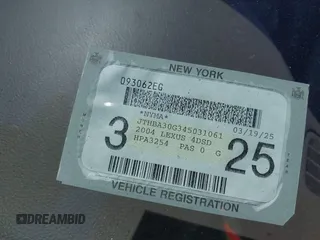 NEW YORK
093062EG
*NYMA*
JTHBA30G345031061
03/19/25
2004 LEXUS 4DSD
HPA3254 PAS 0 G
3 25
VEHICLE REGISTRATION
DREAMBID